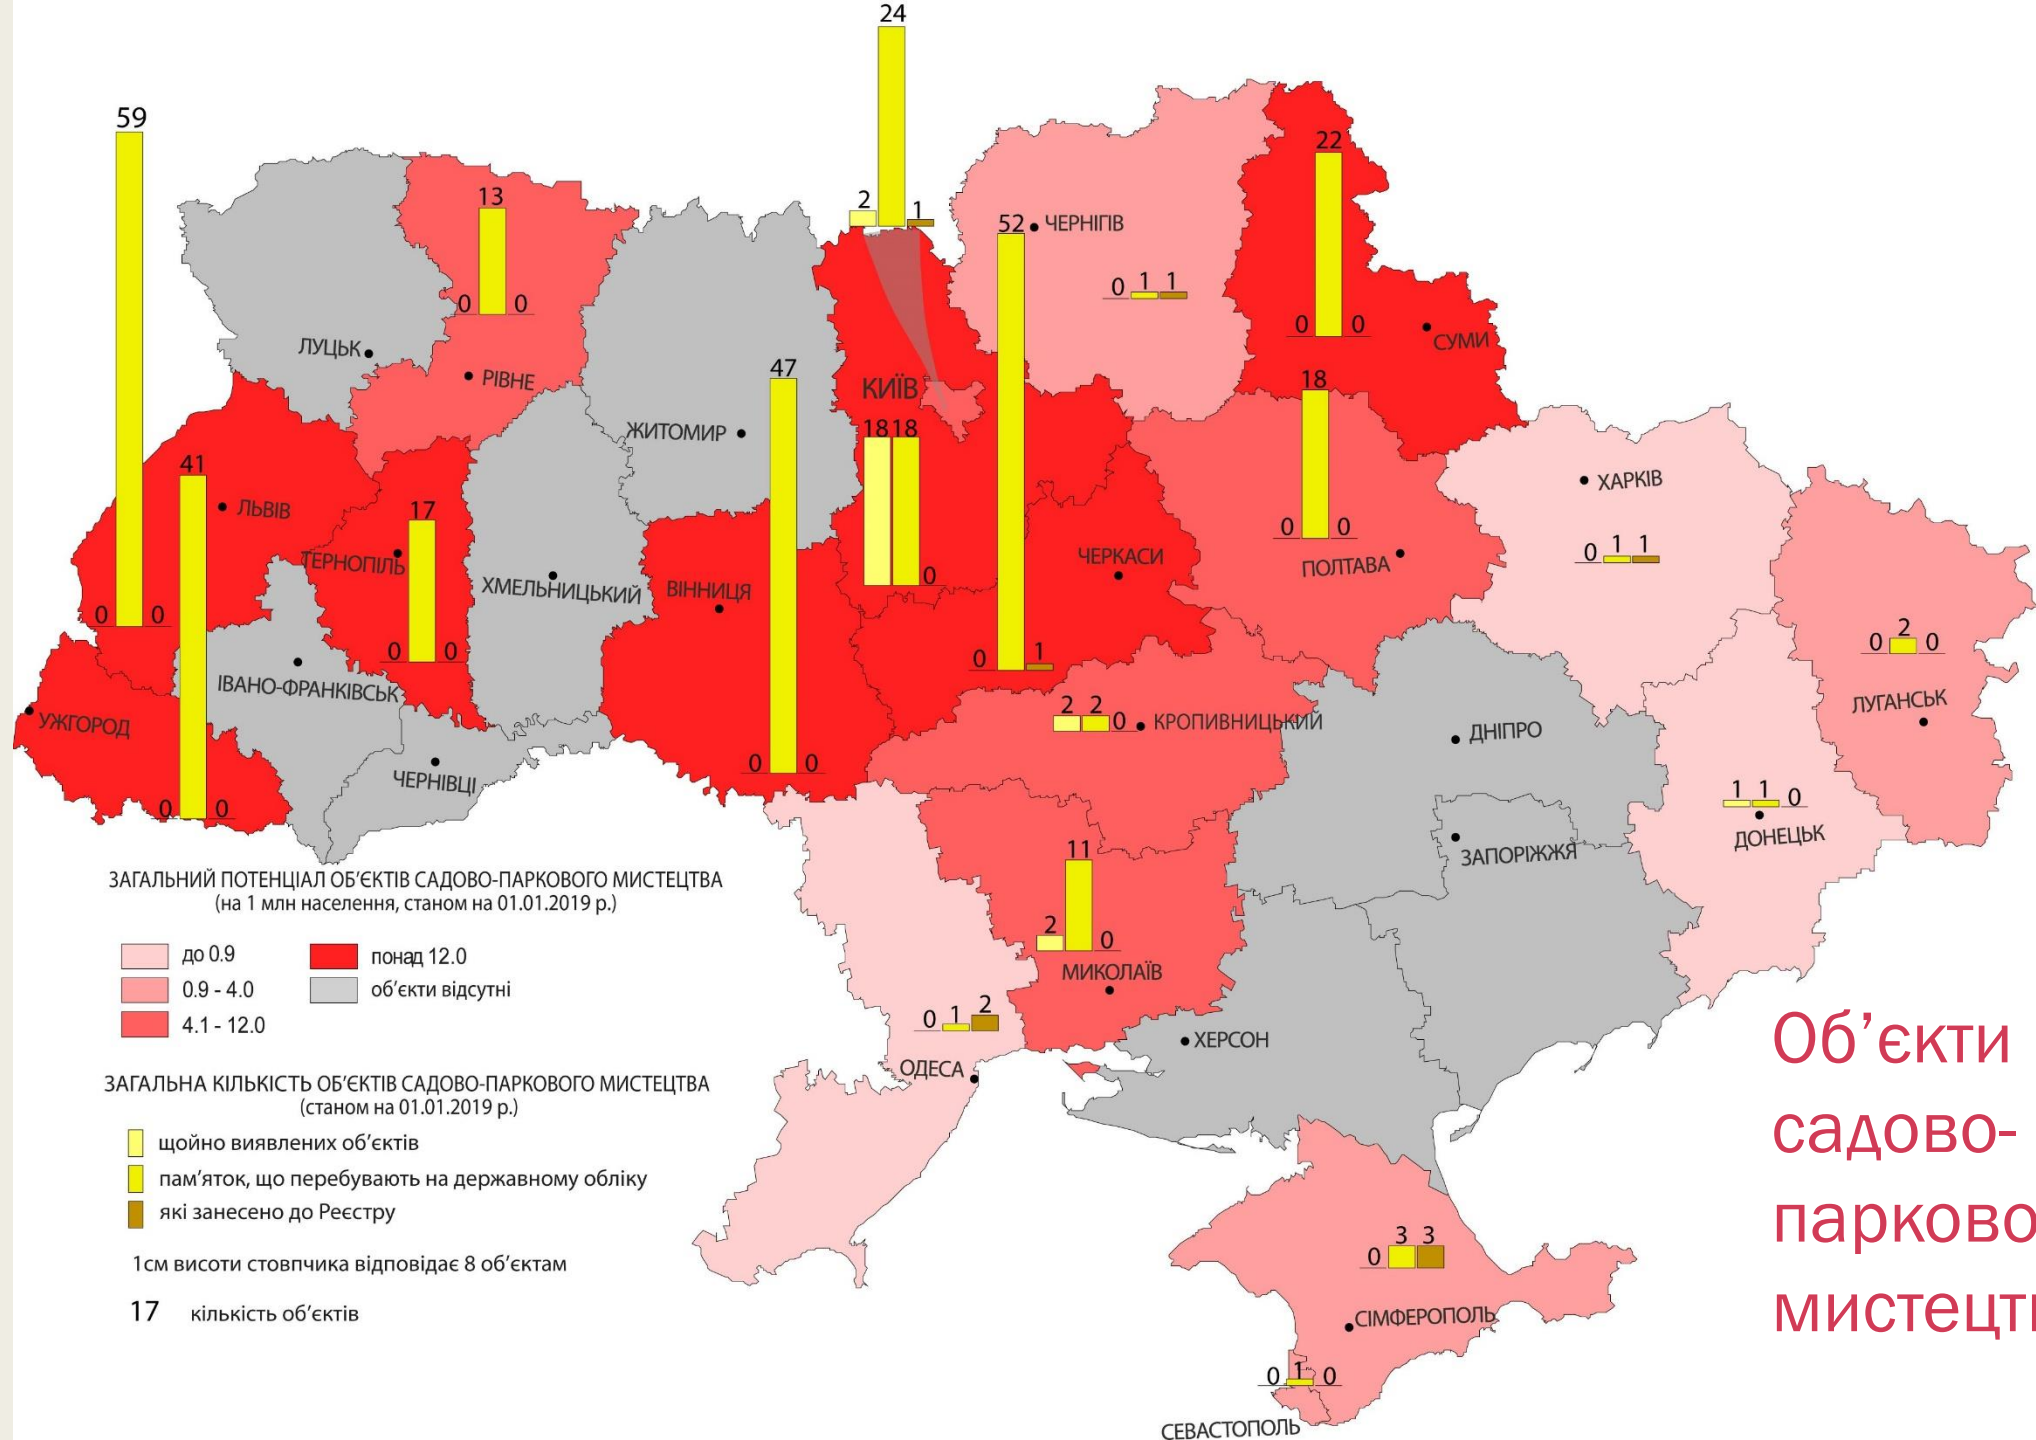 24
59
2
1
22
13
52
ЧЕРНІГІВ
0 1 1
0 0
0 0
СУМИ
ЛУЦЬК
РІВНЕ
47
КИЇВ
18
ЖИТОМИР
18 18
0
41
17
ЛЬВІВ
ТЕРНОПІЛЬ
ХМЕЛЬНИЦЬКИЙ
ВІННИЦЯ
ЧЕРКАСИ
0 0
ПОЛТАВА
ХАРКІВ
0 1 1
0 0
0 0
0 1
0 2 0
ІВАНО-ФРАНКІВСЬК
УЖГОРОД
2 2 0
КРОПИВНИЦЬКИЙ
ДНІПРО
ЛУГАНСЬК
ЧЕРНІВЦІ
0 0
0 0
1 1 0
ДОНЕЦЬК
ЗАПОРІЖЖЯ
11
2 0
МИКОЛАЇВ
0 1 2
ОДЕСА
ХЕРСОН
0 3 3
СІМФЕРОПОЛЬ
0 1 0
СЕВАСТОПОЛЬ
ЗАГАЛЬНИЙ ПОТЕНЦІАЛ ОБ'ЄКТІВ САДОВО-ПАРКОВОГО МИСТЕЦТВА
(на 1 млн населення, станом на 01.01.2019 р.)
до 0.9
понад 12.0
0.9 - 4.0
об'єкти відсутні
4.1 - 12.0
ЗАГАЛЬНА КІЛЬКІСТЬ ОБ'ЄКТІВ САДОВО-ПАРКОВОГО МИСТЕЦТВА
(станом на 01.01.2019 р.)
щойно виявлених об'єктів
пам'яток, що перебувають на державному обліку
які занесено до Реєстру
1см висоти стовпчика відповідає 8 об'єктам
17 кількість об'єктів
Об'єкти
садово-
парково
мистецт